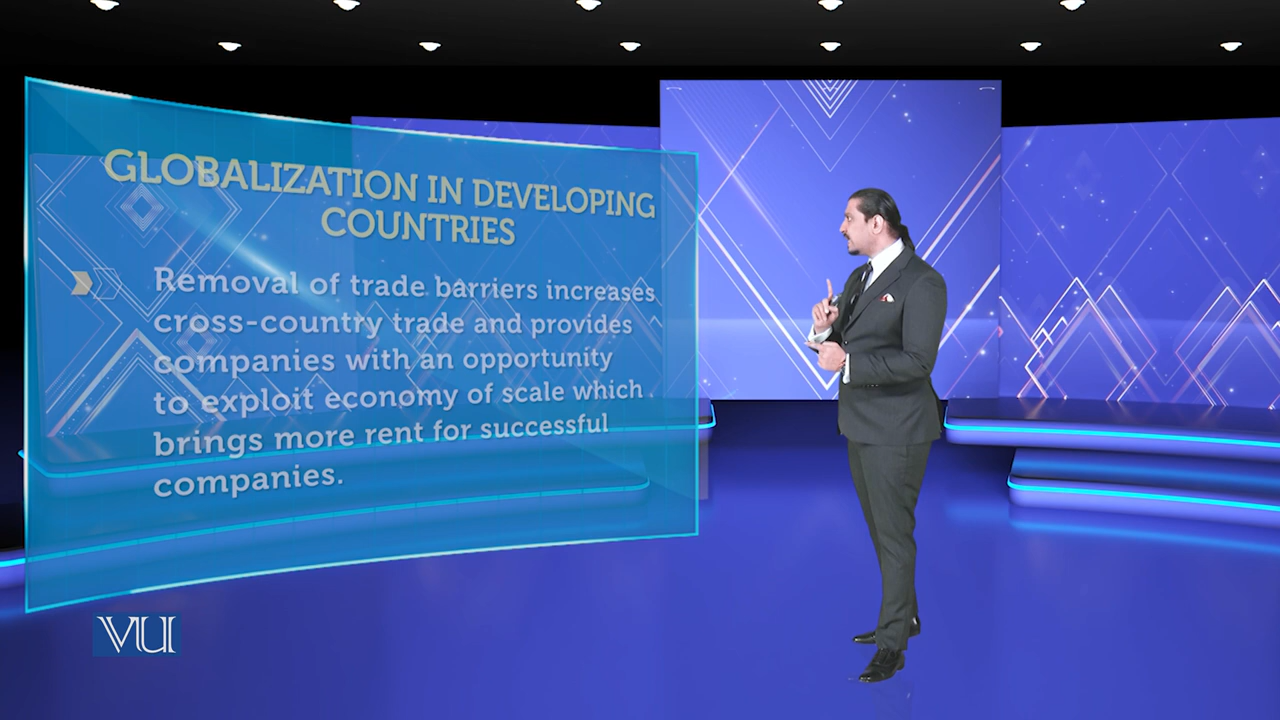 GLOBALIZATION IN DEVELOPING
COUNTRIES
Removal of trade barriers increases
cross-country trade and provides
companies with an opportunity
to exploit economy of scale which
brings more rent for successful
companies.
VU